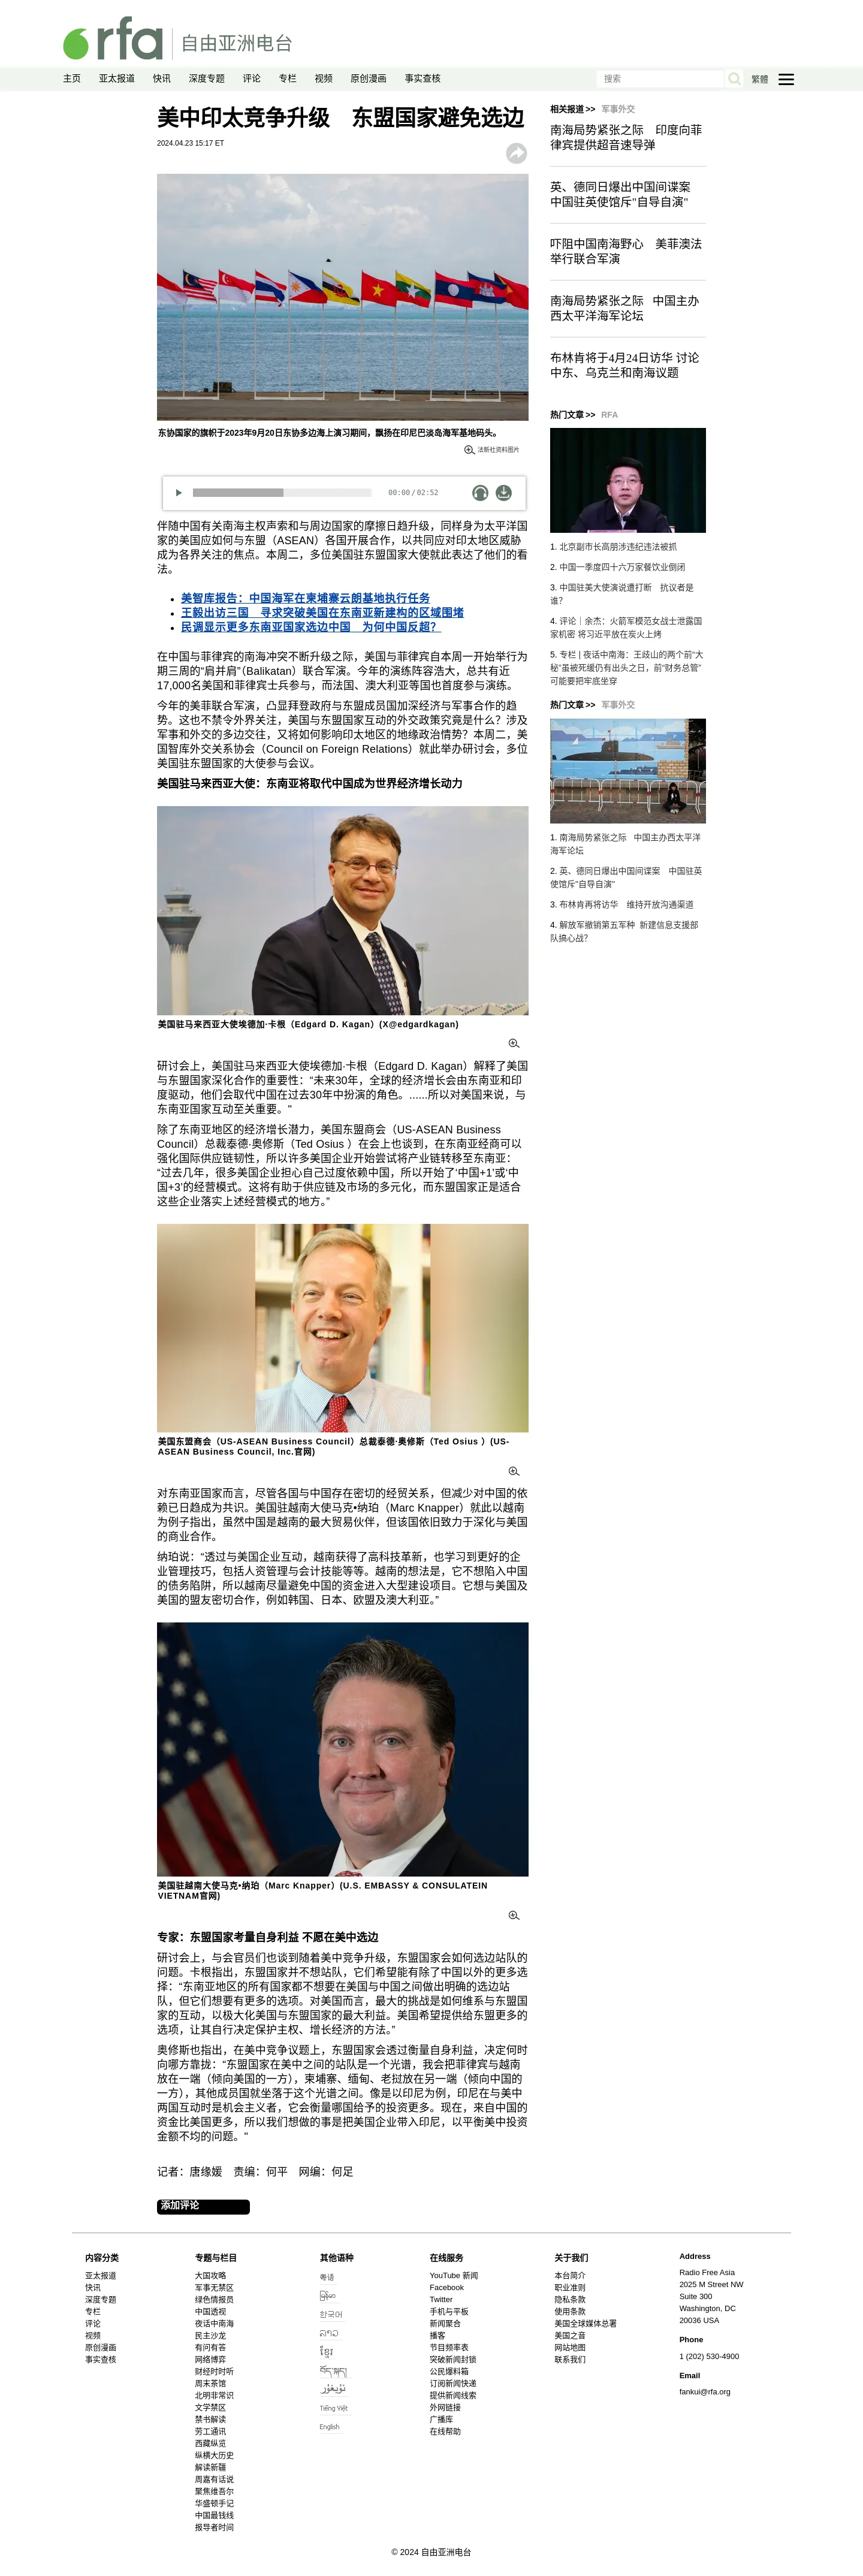 rfa 自由亚洲电台
主页 亚太报道 快讯 深度专题 评论 专栏 视频 原创漫画 事实查核 搜索 繁體
美中印太竞争升级　东盟国家避免选边
2024.04.23 15:17 ET
东协国家的旗帜于2023年9月20日东协多边海上演习期间，飘扬在印尼巴淡岛海军基地码头。
法新社资料图片
00:00 / 02:52
伴随中国有关南海主权声索和与周边国家的摩擦日趋升级，同样身为太平洋国
家的美国应如何与东盟（ASEAN）各国开展合作，以共同应对印太地区威胁
成为各界关注的焦点。本周二，多位美国驻东盟国家大使就此表达了他们的看
法。
美智库报告：中国海军在柬埔寨云朗基地执行任务
王毅出访三国　寻求突破美国在东南亚新建构的区域围堵
民调显示更多东南亚国家选边中国　为何中国反超？
在中国与菲律宾的南海冲突不断升级之际，美国与菲律宾自本周一开始举行为
期三周的“肩并肩”（Balikatan）联合军演。今年的演练阵容浩大，总共有近
17,000名美国和菲律宾士兵参与，而法国、澳大利亚等国也首度参与演练。
今年的美菲联合军演，凸显拜登政府与东盟成员国加深经济与军事合作的趋
势。这也不禁令外界关注，美国与东盟国家互动的外交政策究竟是什么？涉及
军事和外交的多边交往，又将如何影响印太地区的地缘政治情势？本周二，美
国智库外交关系协会（Council on Foreign Relations）就此举办研讨会，多位
美国驻东盟国家的大使参与会议。
美国驻马来西亚大使：东南亚将取代中国成为世界经济增长动力
美国驻马来西亚大使埃德加·卡根（Edgard D. Kagan）(X@edgardkagan)
研讨会上，美国驻马来西亚大使埃德加·卡根（Edgard D. Kagan）解释了美国
与东盟国家深化合作的重要性：“未来30年，全球的经济增长会由东南亚和印
度驱动，他们会取代中国在过去30年中扮演的角色。......所以对美国来说，与
东南亚国家互动至关重要。"
除了东南亚地区的经济增长潜力，美国东盟商会（US-ASEAN Business
Council）总裁泰德·奥修斯（Ted Osius ）在会上也谈到，在东南亚经商可以
强化国际供应链韧性，所以许多美国企业开始尝试将产业链转移至东南亚：
“过去几年，很多美国企业担心自己过度依赖中国，所以开始了‘中国+1’或‘中
国+3’的经营模式。这将有助于供应链及市场的多元化，而东盟国家正是适合
这些企业落实上述经营模式的地方。”
美国东盟商会（US-ASEAN Business Council）总裁泰德·奥修斯（Ted Osius ）(US-
ASEAN Business Council, Inc.官网)
对东南亚国家而言，尽管各国与中国存在密切的经贸关系，但减少对中国的依
赖已日趋成为共识。美国驻越南大使马克•纳珀（Marc Knapper）就此以越南
为例子指出，虽然中国是越南的最大贸易伙伴，但该国依旧致力于深化与美国
的商业合作。
纳珀说：“透过与美国企业互动，越南获得了高科技革新，也学习到更好的企
业管理技巧，包括人资管理与会计技能等等。越南的想法是，它不想陷入中国
的债务陷阱，所以越南尽量避免中国的资金进入大型建设项目。它想与美国及
美国的盟友密切合作，例如韩国、日本、欧盟及澳大利亚。”
美国驻越南大使马克•纳珀（Marc Knapper）(U.S. EMBASSY & CONSULATEIN
VIETNAM官网)
专家：东盟国家考量自身利益 不愿在美中选边
研讨会上，与会官员们也谈到随着美中竞争升级，东盟国家会如何选边站队的
问题。卡根指出，东盟国家并不想站队，它们希望能有除了中国以外的更多选
择：“东南亚地区的所有国家都不想要在美国与中国之间做出明确的选边站
队，但它们想要有更多的选项。对美国而言，最大的挑战是如何维系与东盟国
家的互动，以极大化美国与东盟国家的最大利益。美国希望提供给东盟更多的
选项，让其自行决定保护主权、增长经济的方法。”
奥修斯也指出，在美中竞争议题上，东盟国家会透过衡量自身利益，决定何时
向哪方靠拢：“东盟国家在美中之间的站队是一个光谱，我会把菲律宾与越南
放在一端（倾向美国的一方），柬埔寨、缅甸、老挝放在另一端（倾向中国的
一方），其他成员国就坐落于这个光谱之间。像是以印尼为例，印尼在与美中
两国互动时是机会主义者，它会衡量哪国给予的投资更多。现在，来自中国的
资金比美国更多，所以我们想做的事是把美国企业带入印尼，以平衡美中投资
金额不均的问题。"
记者：唐缘媛　责编：何平　网编：何足
添加评论
相关报道 >> 军事外交
南海局势紧张之际　印度向菲
律宾提供超音速导弹
英、德同日爆出中国间谍案
中国驻英使馆斥"自导自演"
吓阻中国南海野心　美菲澳法
举行联合军演
南海局势紧张之际 中国主办
西太平洋海军论坛
布林肯将于4月24日访华 讨论
中东、乌克兰和南海议题
热门文章 >> RFA
1. 北京副市长高朋涉违纪违法被抓
2. 中国一季度四十六万家餐饮业倒闭
3. 中国驻美大使演说遭打断　抗议者是
谁？
4. 评论｜余杰：火箭军模范女战士泄露国
家机密 将习近平放在炭火上烤
5. 专栏 | 夜话中南海：王歧山的两个前“大
秘”虽被死缓仍有出头之日，前“财务总管”
可能要把牢底坐穿
热门文章 >> 军事外交
1. 南海局势紧张之际 中国主办西太平洋
海军论坛
2. 英、德同日爆出中国间谍案　中国驻英
使馆斥"自导自演"
3. 布林肯再将访华　维持开放沟通渠道
4. 解放军撤销第五军种 新建信息支援部
队搞心战？
内容分类
亚太报道
快讯
深度专题
专栏
评论
视频
原创漫画
事实查核
专题与栏目
大国攻略
军事无禁区
绿色情报员
中国透视
夜话中南海
民主沙龙
有问有答
网络博弈
财经时时听
周末茶馆
北明非常识
文学禁区
禁书解读
劳工通讯
西藏纵览
纵横大历史
解读新疆
周嘉有话说
聚焦维吾尔
华盛顿手记
中国最钱线
报导者时间
其他语种
粤语
မြန်မာ
한국어
ລາວ
ខ្មែរ
བོད་སྐད།
ئۇيغۇر
Tiếng Việt
English
在线服务
YouTube 新闻
Facebook
Twitter
手机与平板
新闻聚合
播客
节目频率表
突破新闻封锁
公民爆料箱
订阅新闻快递
提供新闻线索
外网链接
广播库
在线帮助
关于我们
本台简介
职业准则
隐私条款
使用条款
美国全球媒体总署
美国之音
网站地图
联系我们
Address
Radio Free Asia
2025 M Street NW
Suite 300
Washington, DC
20036 USA
Phone
1 (202) 530-4900
Email
fankui@rfa.org
© 2024 自由亚洲电台